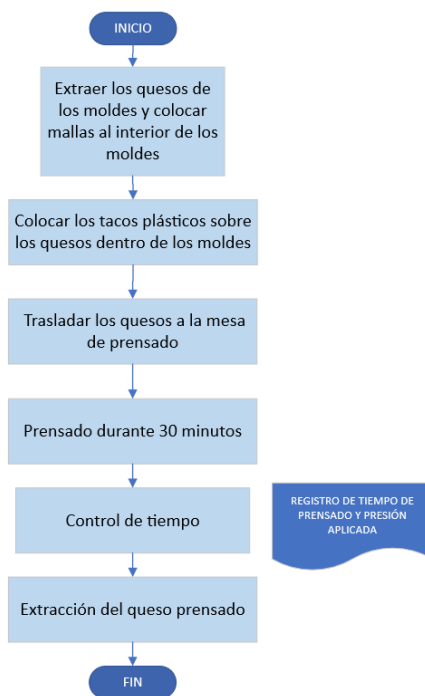 INICIO
Extraer los quesos de
los moldes y colocar
mallas al interior de los
moldes
Colocar los tacos plásticos sobre
los quesos dentro de los moldes
Trasladar los quesos a la mesa
de prensado
Prensado durante 30 minutos
Control de tiempo
REGISTRO DE TIEMPO DE
PRENSADO Y PRESIÓN
APLICADA
Extracción del queso prensado
FIN